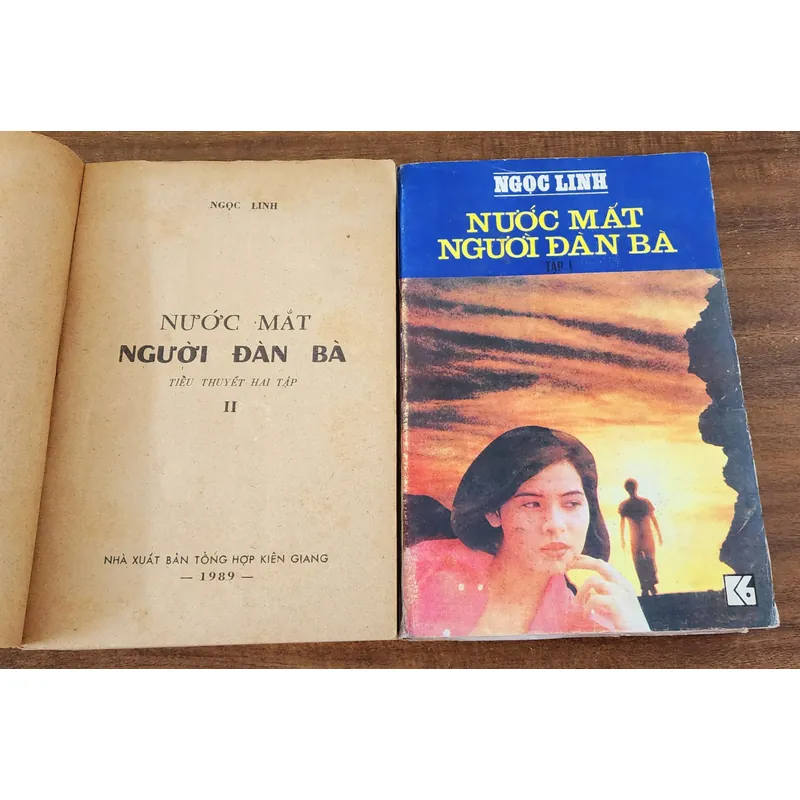 NGỌC LINH
NƯỚC MẮT
NGƯỜI ĐÀN BÀ
TIỂU THUYẾT HAI TẬP
II
NHÀ XUẤT BẢN TỔNG HỢP KIÊN GIANG
— 1989 —
NGỌC LINH
NƯỚC MẮT
NGƯỜI ĐÀN BÀ
TẬP I